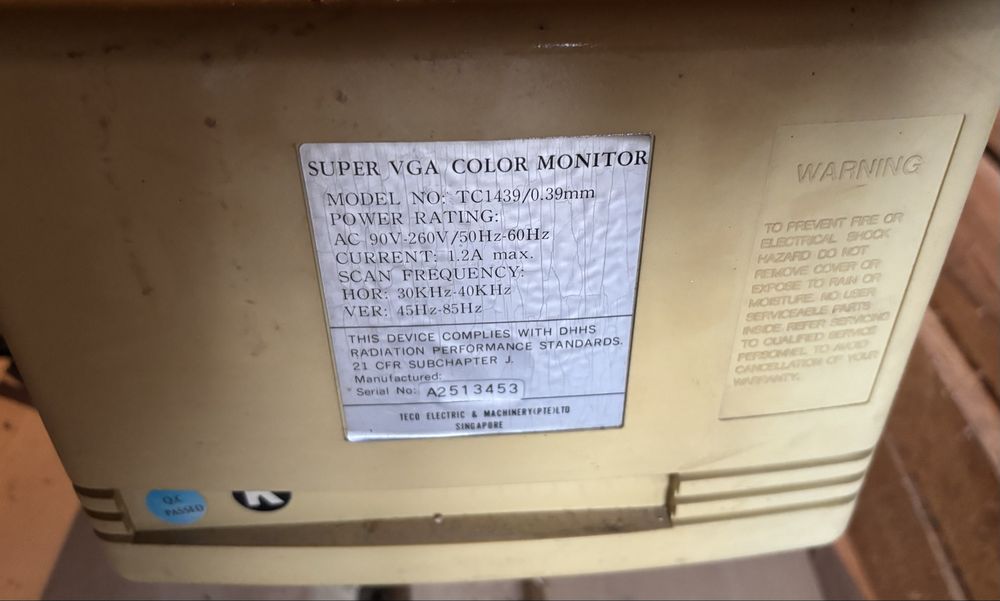 SUPER VGA COLOR MONITOR
MODEL NO: TC1439/0.39mm
POWER RATING:
AC 90V-260V/50Hz-60Hz
CURRENT: 1.2A max.
SCAN FREQUENCY:
HOR: 30KHz-40KHz
VER: 45Hz-85Hz
THIS DEVICE COMPLIES WITH DHHS
RADIATION PERFORMANCE STANDARDS.
21 CFR SUBCHAPTER J.
Manufactured:
Serial No: A2513453
TECO ELECTRIC & MACHINERY(PTE)LTD
SINGAPORE
WARNING
TO PREVENT FIRE OR
ELECTRICAL SHOCK
HAZARD DO NOT
REMOVE COVER OR
EXPOSE TO RAIN OR
MOISTURE. NO USER
SERVICEABLE PARTS
INSIDE. REFER SERVICING
TO QUALIFIED SERVICE
PERSONNEL TO AVOID
CANCELLATION OF YOUR
WARRANTY.
Q.C
PASSED